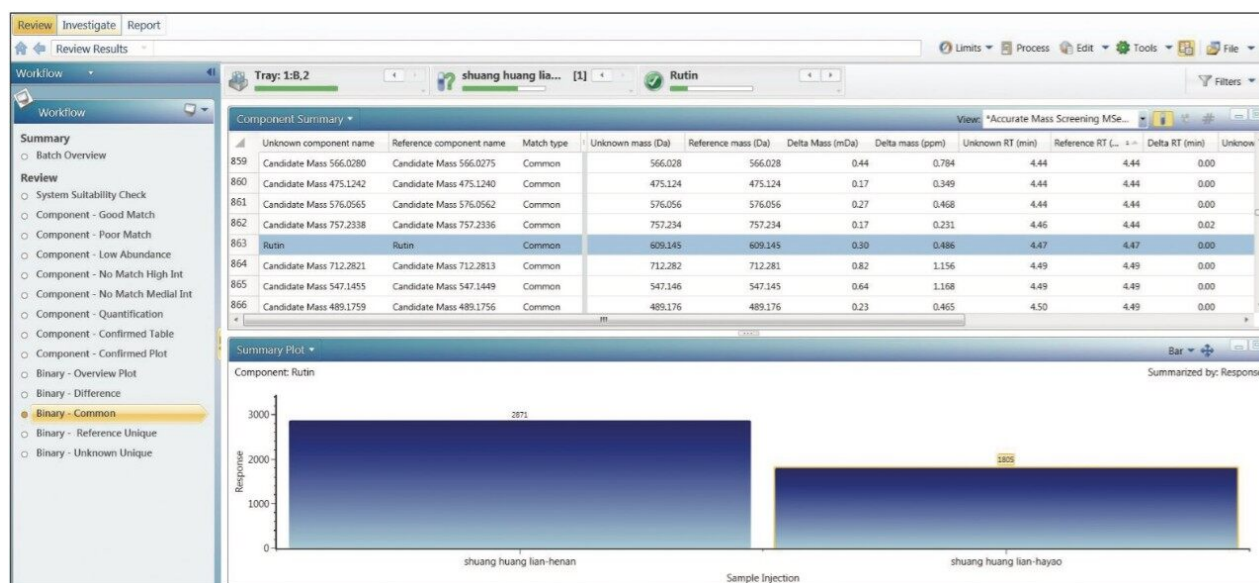 Review Investigate Report
Review Results
Limits Process Edit Tools File
Workflow
Tray: 1:B,2
shuang huang lia... [1]
Rutin
Filters
Workflow
Summary
Batch Overview
Review
System Suitability Check
Component - Good Match
Component - Poor Match
Component - Low Abundance
Component - No Match High Int
Component - No Match Medial Int
Component - Quantification
Component - Confirmed Table
Component - Confirmed Plot
Binary - Overview Plot
Binary - Difference
Binary - Common
Binary - Reference Unique
Binary - Unknown Unique
Component Summary
View: *Accurate Mass Screening MSe...
Unknown component name Reference component name Match type Unknown mass (Da) Reference mass (Da) Delta Mass (mDa) Delta mass (ppm) Unknown RT (min) Reference RT (... Delta RT (min) Unknow
859 Candidate Mass 566.0280 Candidate Mass 566.0275 Common 566.028 566.028 0.44 0.784 4.44 4.44 0.00
860 Candidate Mass 475.1242 Candidate Mass 475.1240 Common 475.124 475.124 0.17 0.349 4.44 4.44 0.00
861 Candidate Mass 576.0565 Candidate Mass 576.0562 Common 576.056 576.056 0.27 0.468 4.44 4.44 0.00
862 Candidate Mass 757.2338 Candidate Mass 757.2336 Common 757.234 757.234 0.17 0.231 4.46 4.44 0.02
863 Rutin Rutin Common 609.145 609.145 0.30 0.486 4.47 4.47 0.00
864 Candidate Mass 712.2821 Candidate Mass 712.2813 Common 712.282 712.281 0.82 1.156 4.49 4.49 0.00
865 Candidate Mass 547.1455 Candidate Mass 547.1449 Common 547.146 547.145 0.64 1.168 4.49 4.49 0.00
866 Candidate Mass 489.1759 Candidate Mass 489.1756 Common 489.176 489.176 0.23 0.465 4.50 4.49 0.00
Summary Plot
Bar
Component: Rutin
Summarized by: Response
3000
2000
1000
0
Response
2871
1805
shuang huang lian-henan
shuang huang lian-hayao
Sample Injection